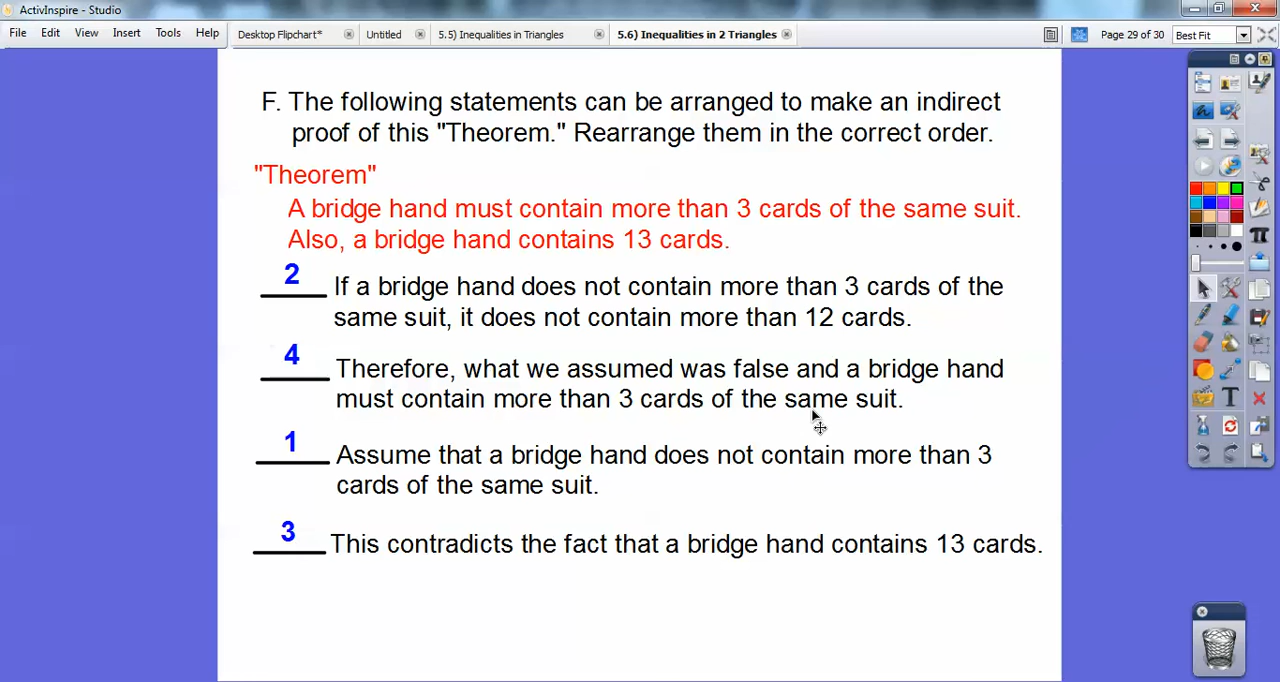 ActivInspire - Studio
File Edit View Insert Tools Help
Desktop Flipchart* Untitled 5.5) Inequalities in Triangles 5.6) Inequalities in 2 Triangles Page 29 of 30 Best Fit
F. The following statements can be arranged to make an indirect
proof of this "Theorem." Rearrange them in the correct order.
"Theorem"
A bridge hand must contain more than 3 cards of the same suit.
Also, a bridge hand contains 13 cards.
2 If a bridge hand does not contain more than 3 cards of the
same suit, it does not contain more than 12 cards.
4 Therefore, what we assumed was false and a bridge hand
must contain more than 3 cards of the same suit.
1 Assume that a bridge hand does not contain more than 3
cards of the same suit.
3 This contradicts the fact that a bridge hand contains 13 cards.